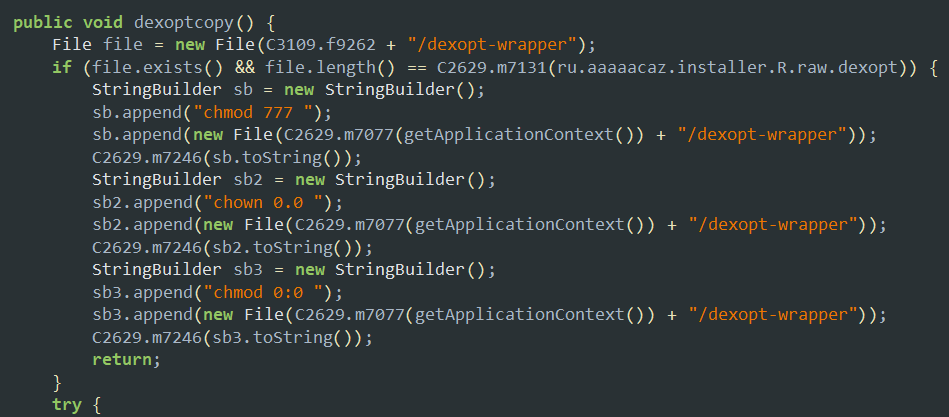 public void dexoptcopy() {
File file = new File(C3109.f9262 + "/dexopt-wrapper");
if (file.exists() && file.length() == C2629.m7131(ru.aaaaacaz.installer.R.raw.dexopt)) {
StringBuilder sb = new StringBuilder();
sb.append("chmod 777 ");
sb.append(new File(C2629.m7077(getApplicationContext()) + "/dexopt-wrapper"));
C2629.m7246(sb.toString());
StringBuilder sb2 = new StringBuilder();
sb2.append("chown 0.0 ");
sb2.append(new File(C2629.m7077(getApplicationContext()) + "/dexopt-wrapper"));
C2629.m7246(sb2.toString());
StringBuilder sb3 = new StringBuilder();
sb3.append("chmod 0:0 ");
sb3.append(new File(C2629.m7077(getApplicationContext()) + "/dexopt-wrapper"));
C2629.m7246(sb3.toString());
return;
}
try {